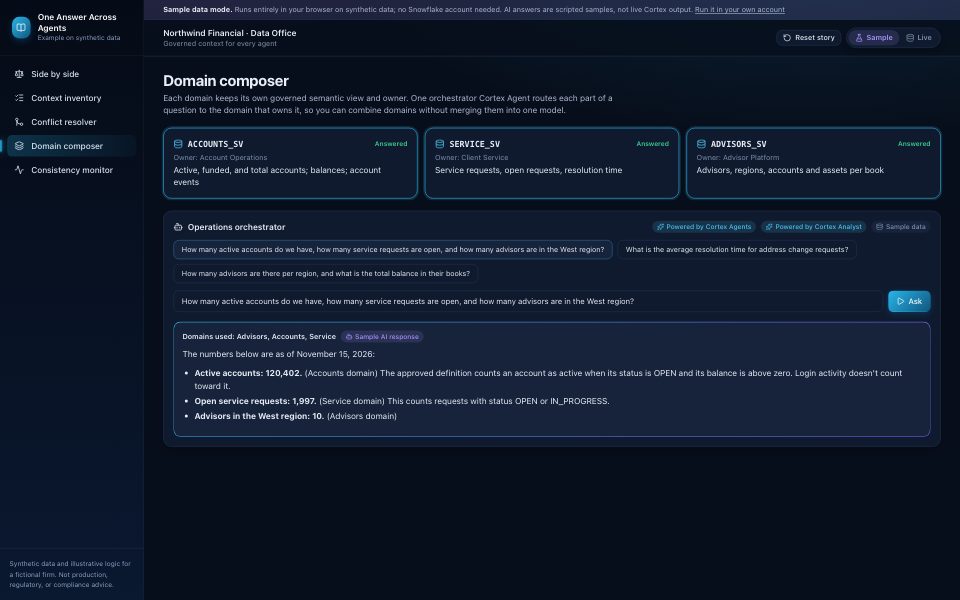 One Answer Across
Agents
Example on synthetic data
Side by side
Context inventory
Conflict resolver
Domain composer
Consistency monitor
Synthetic data and illustrative logic for
a fictional firm. Not production,
regulatory, or compliance advice.
Sample data mode. Runs entirely in your browser on synthetic data; no Snowflake account needed. AI answers are scripted samples, not live Cortex output. Run it in your own account
Northwind Financial · Data Office
Governed context for every agent
Reset story
Sample
Live
Domain composer
Each domain keeps its own governed semantic view and owner. One orchestrator Cortex Agent routes each part of a
question to the domain that owns it, so you can combine domains without merging them into one model.
ACCOUNTS_SV
Answered
Owner: Account Operations
Active, funded, and total accounts; balances; account
events
SERVICE_SV
Answered
Owner: Client Service
Service requests, open requests, resolution time
ADVISORS_SV
Answered
Owner: Advisor Platform
Advisors, regions, accounts and assets per book
Operations orchestrator
Powered by Cortex Agents
Powered by Cortex Analyst
Sample data
How many active accounts do we have, how many service requests are open, and how many advisors are in the West region?
What is the average resolution time for address change requests?
How many advisors are there per region, and what is the total balance in their books?
How many active accounts do we have, how many service requests are open, and how many advisors are in the West region?
Ask
Domains used: Advisors, Accounts, Service
Sample AI response
The numbers below are as of November 15, 2026:
• Active accounts: 120,402. (Accounts domain) The approved definition counts an account as active when its status is OPEN and its balance is above zero. Login activity doesn't count
toward it.
• Open service requests: 1,997. (Service domain) This counts requests with status OPEN or IN_PROGRESS.
• Advisors in the West region: 10. (Advisors domain)